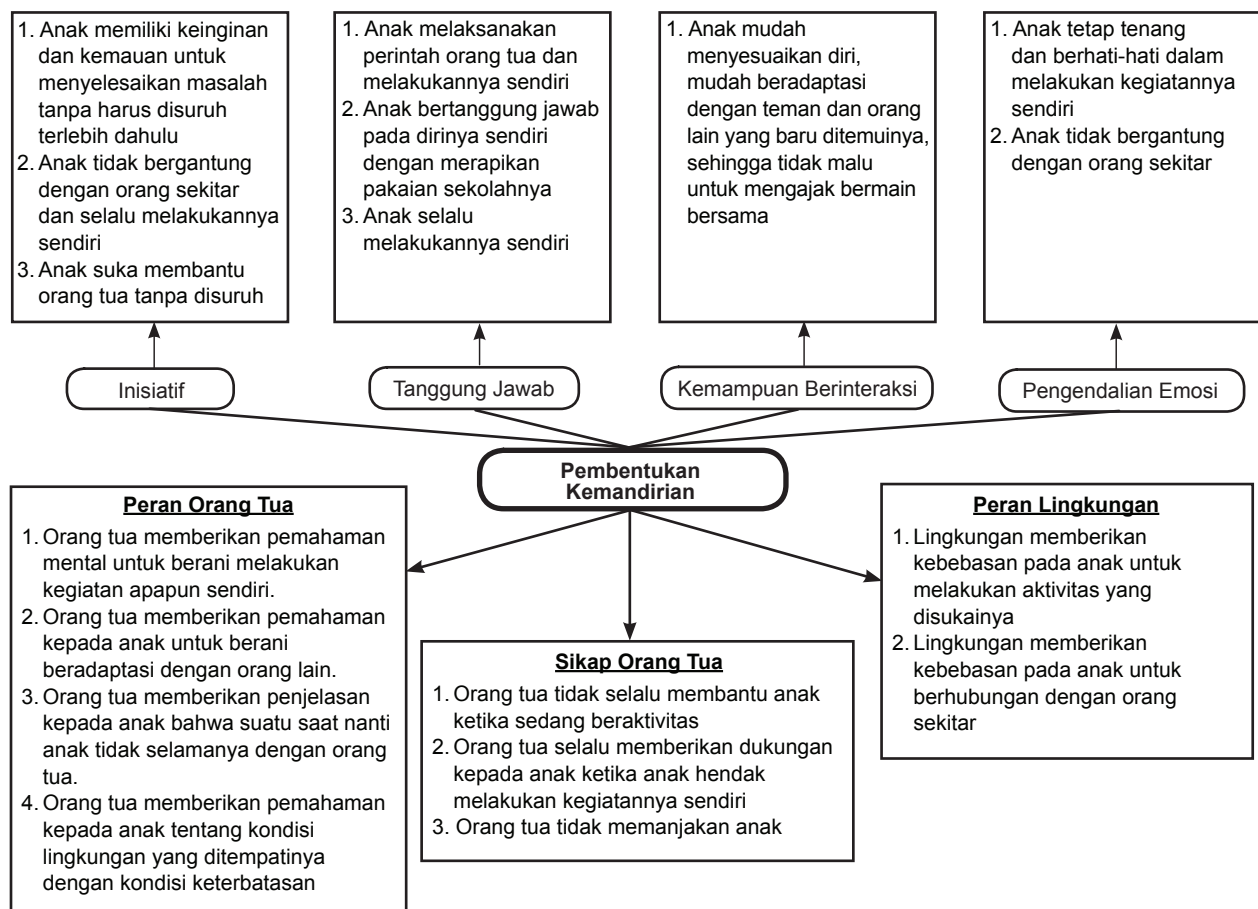 1. Anak memiliki keinginan
dan kemauan untuk
menyelesaikan masalah
tanpa harus disuruh
terlebih dahulu
2. Anak tidak bergantung
dengan orang sekitar
dan selalu melakukannya
sendiri
3. Anak suka membantu
orang tua tanpa disuruh
1. Anak melaksanakan
perintah orang tua dan
melakukannya sendiri
2. Anak bertanggung jawab
pada dirinya sendiri
dengan merapikan
pakaian sekolahnya
3. Anak selalu
melakukannya sendiri
1. Anak mudah
menyesuaikan diri,
mudah beradaptasi
dengan teman dan orang
lain yang baru ditemuinya,
sehingga tidak malu
untuk mengajak bermain
bersama
1. Anak tetap tenang
dan berhati-hati dalam
melakukan kegiatannya
sendiri
2. Anak tidak bergantung
dengan orang sekitar
Inisiatif
Tanggung Jawab
Kemampuan Berinteraksi
Pengendalian Emosi
Pembentukan
Kemandirian
Peran Orang Tua
1. Orang tua memberikan pemahaman
mental untuk berani melakukan
kegiatan apapun sendiri.
2. Orang tua memberikan pemahaman
kepada anak untuk berani
beradaptasi dengan orang lain.
3. Orang tua memberikan penjelasan
kepada anak bahwa suatu saat nanti
anak tidak selamanya dengan orang
tua.
4. Orang tua memberikan pemahaman
kepada anak tentang kondisi
lingkungan yang ditempatinya
dengan kondisi keterbatasan
Sikap Orang Tua
1. Orang tua tidak selalu membantu anak
ketika sedang beraktivitas
2. Orang tua selalu memberikan dukungan
kepada anak ketika anak hendak
melakukan kegiatannya sendiri
3. Orang tua tidak memanjakan anak
Peran Lingkungan
1. Lingkungan memberikan
kebebasan pada anak untuk
melakukan aktivitas yang
disukainya
2. Lingkungan memberikan
kebebasan pada anak untuk
berhubungan dengan orang
sekitar